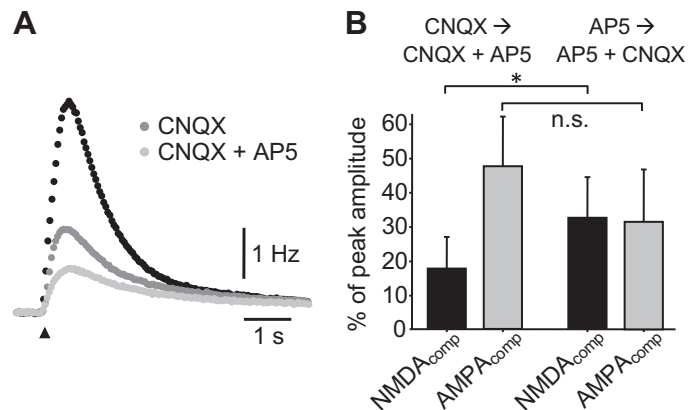 A
CNQX
CNQX + AP5
1 Hz
1 s
B
CNQX →
CNQX + AP5
AP5 →
AP5 + CNQX
*
n.s.
% of peak amplitude
60
50
40
30
20
10
0
NMDAcomp
AMPAcomp
NMDAcomp
AMPAcomp